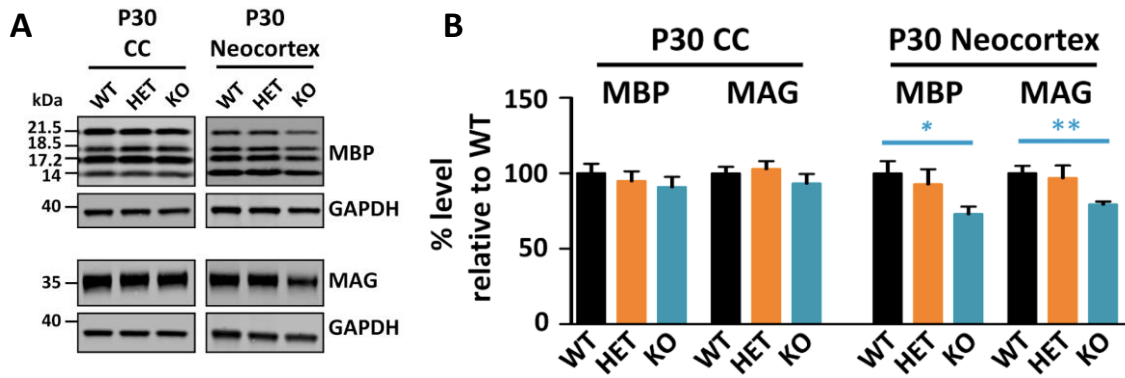 A
P30
CC
P30
Neocortex
kDa
WT HET KO
WT HET KO
21.5
18.5
17.2
14
MBP
40
GAPDH
35
MAG
40
GAPDH
B
P30 CC
P30 Neocortex
MBP MAG
MBP MAG
% level
relative to WT
150
100
50
0
* **
WT HET KO WT HET KO
WT HET KO WT HET KO